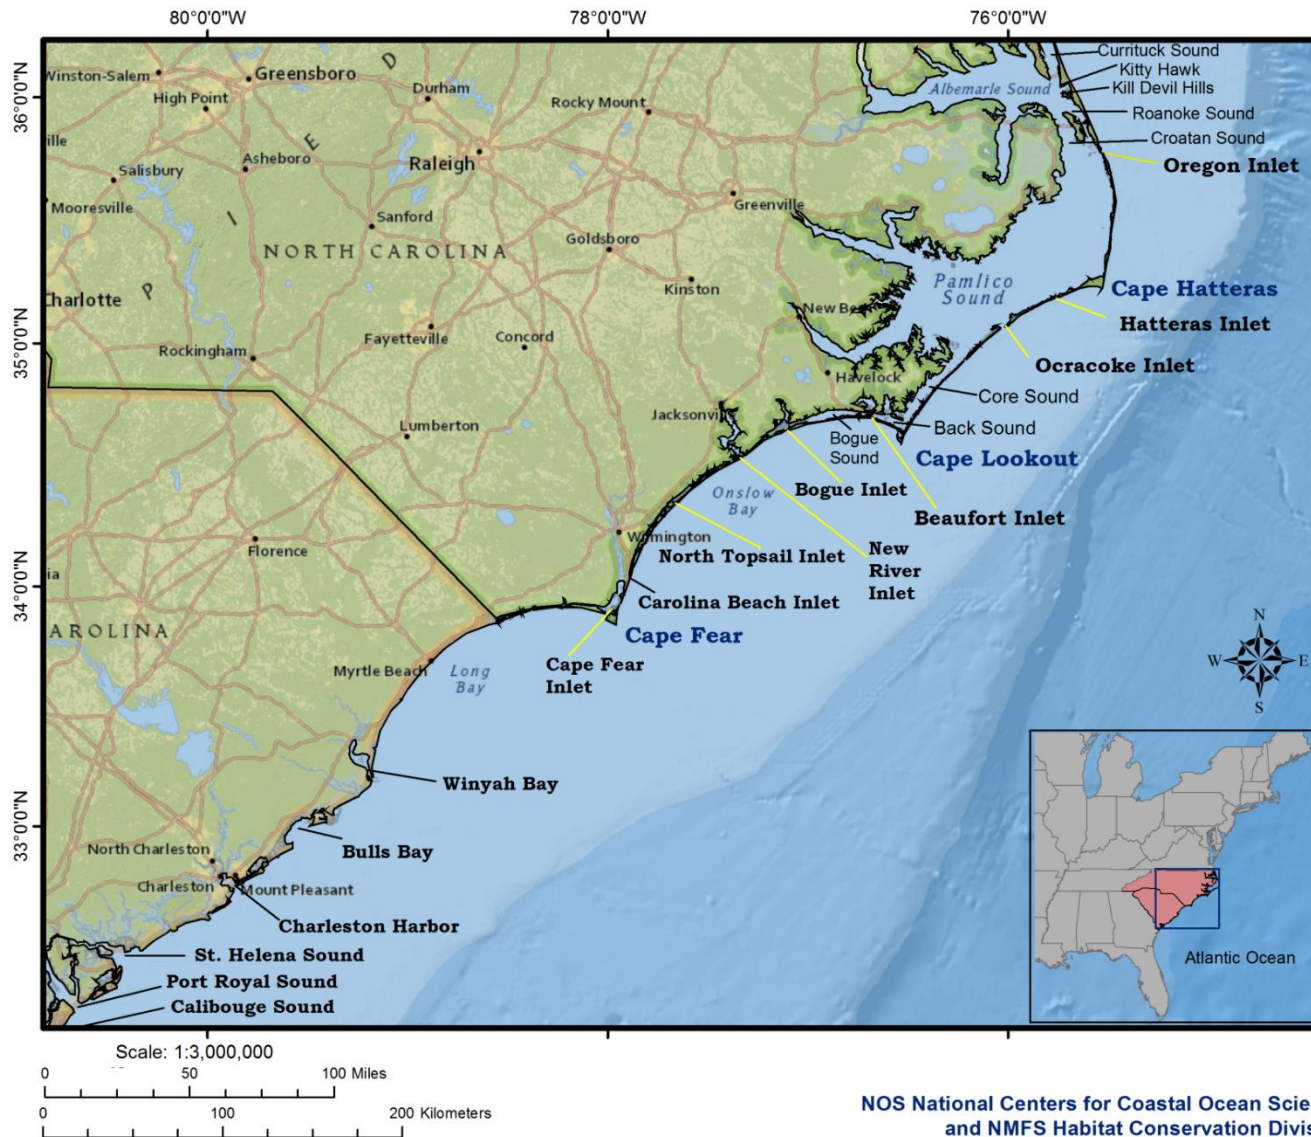 80°0'0"W 78°0'0"W 76°0'0"W
36°0'0"N
35°0'0"N
34°0'0"N
33°0'0"N
Currituck Sound
Kitty Hawk
Kill Devil Hills
Albemarle Sound
Roanoke Sound
Croatan Sound
Oregon Inlet
Winston-Salem
Greensboro
High Point
Durham
Rocky Mount
Raleigh
ville
Asheboro
Salisbury
Mooresville
Sanford
Greenville
P I E D
NORTH CAROLINA
Goldsboro
Kinston
Pamlico
Sound
Cape Hatteras
Hatteras Inlet
Charlotte
New Be
Fayetteville
Concord
Rockingham
Ocracoke Inlet
Havelock
Core Sound
Jacksonvil
Lumberton
Bogue
Sound
Back Sound
Cape Lookout
Bogue Inlet
Onslow
Bay
Beaufort Inlet
Wilmington
North Topsail Inlet
New
River
Inlet
Florence
ia
Carolina Beach Inlet
AROLINA
Cape Fear
Cape Fear
Inlet
Myrtle Beach
Long
Bay
N
W E
S
Winyah Bay
Bulls Bay
North Charleston
Charleston
Mount Pleasant
Charleston Harbor
St. Helena Sound
Port Royal Sound
Calibouge Sound
Atlantic Ocean
Scale: 1:3,000,000
0 50 100 Miles
0 100 200 Kilometers
NOS National Centers for Coastal Ocean Scie
and NMFS Habitat Conservation Divis